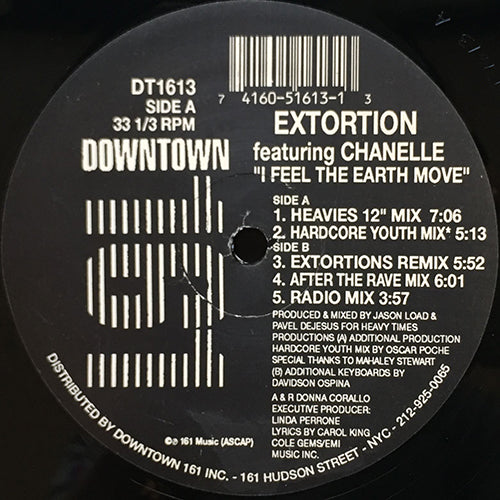 DT1613
SIDE A
33 1/3 RPM
7 4160-51613-1 3
DOWNTOWN
EXTORTION
featuring CHANELLE
"I FEEL THE EARTH MOVE"
SIDE A
1. HEAVIES 12" MIX 7:06
2. HARDCORE YOUTH MIX* 5:13
SIDE B
3. EXTORTIONS REMIX 5:52
4. AFTER THE RAVE MIX 6:01
5. RADIO MIX 3:57
PRODUCED & MIXED BY JASON LOAD &
PAVEL DEJESUS FOR HEAVY TIMES
PRODUCTIONS (A) ADDITIONAL PRODUCTION
HARDCORE YOUTH MIX BY OSCAR POCHE
SPECIAL THANKS TO MAHALEY STEWART
(B) ADDITIONAL KEYBOARDS BY
DAVIDSON OSPINA
A & R DONNA CORALLO
EXECUTIVE PRODUCER:
LINDA PERRONE
LYRICS BY CAROL KING
COLE GEMS/EMI
MUSIC INC.
©℗ 161 Music (ASCAP)
DISTRIBUTED BY DOWNTOWN 161 INC. - 161 HUDSON STREET - NYC - 212-925-0065